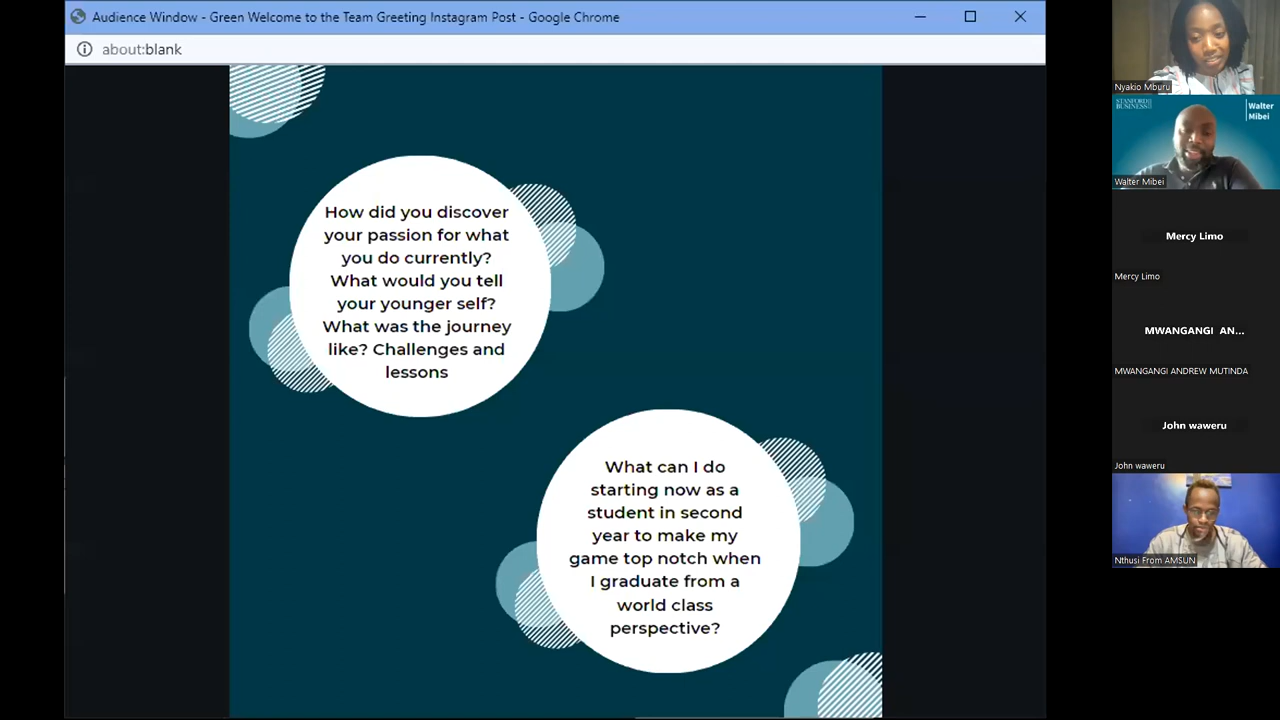 Audience Window - Green Welcome to the Team Greeting Instagram Post - Google Chrome
about:blank
How did you discover
your passion for what
you do currently?
What would you tell
your younger self?
What was the journey
like? Challenges and
lessons
What can I do
starting now as a
student in second
year to make my
game top notch when
I graduate from a
world class
perspective?
Nyakio Mburu
STANFORD
BUSINESS
Walter
Mibei
Walter Mibei
Mercy Limo
Mercy Limo
MWANGANGI AN...
MWANGANGI ANDREW MUTINDA
John waweru
John waweru
Nthusi From AMSUN